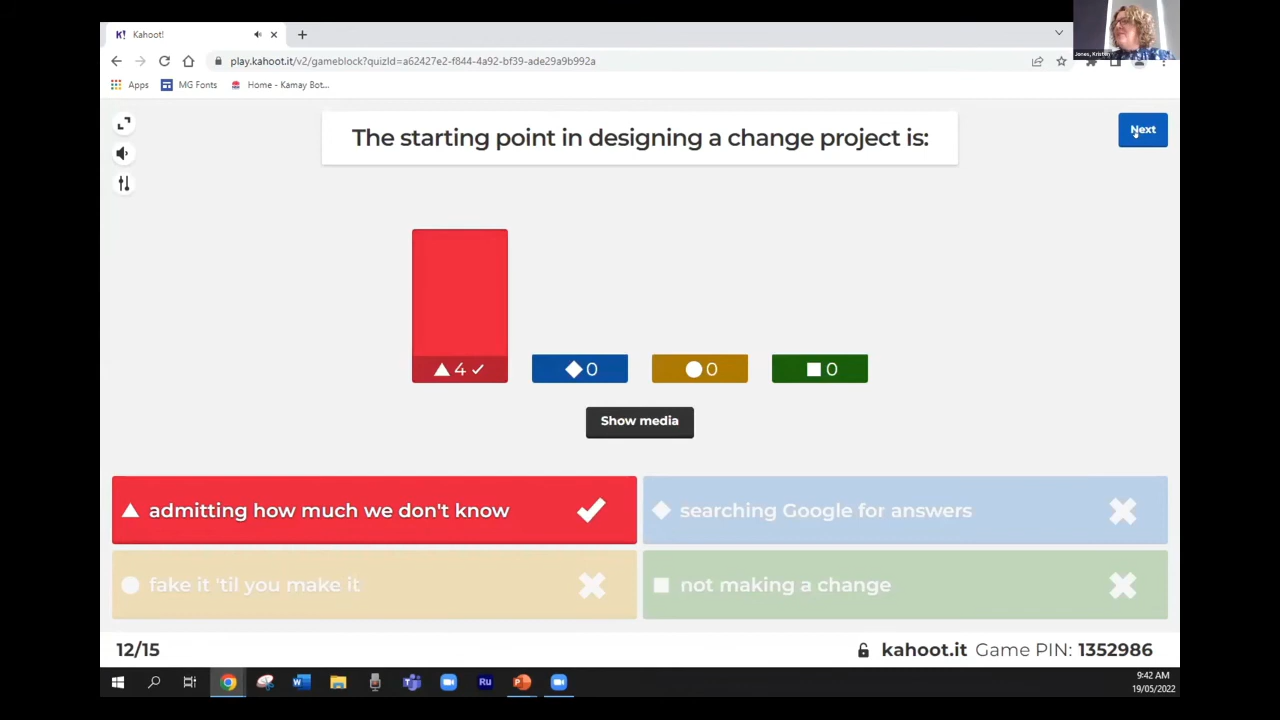 K! Kahoot!
play.kahoot.it/v2/gameblock?quizId=a62427e2-f844-4a92-bf39-ade29a9b992a
Apps
MG Fonts
Home - Kamay Bot...
The starting point in designing a change project is:
Next
4
0
0
0
Show media
admitting how much we don't know
searching Google for answers
fake it 'til you make it
not making a change
12/15
kahoot.it Game PIN: 1352986
Ru
9:42 AM
19/05/2022